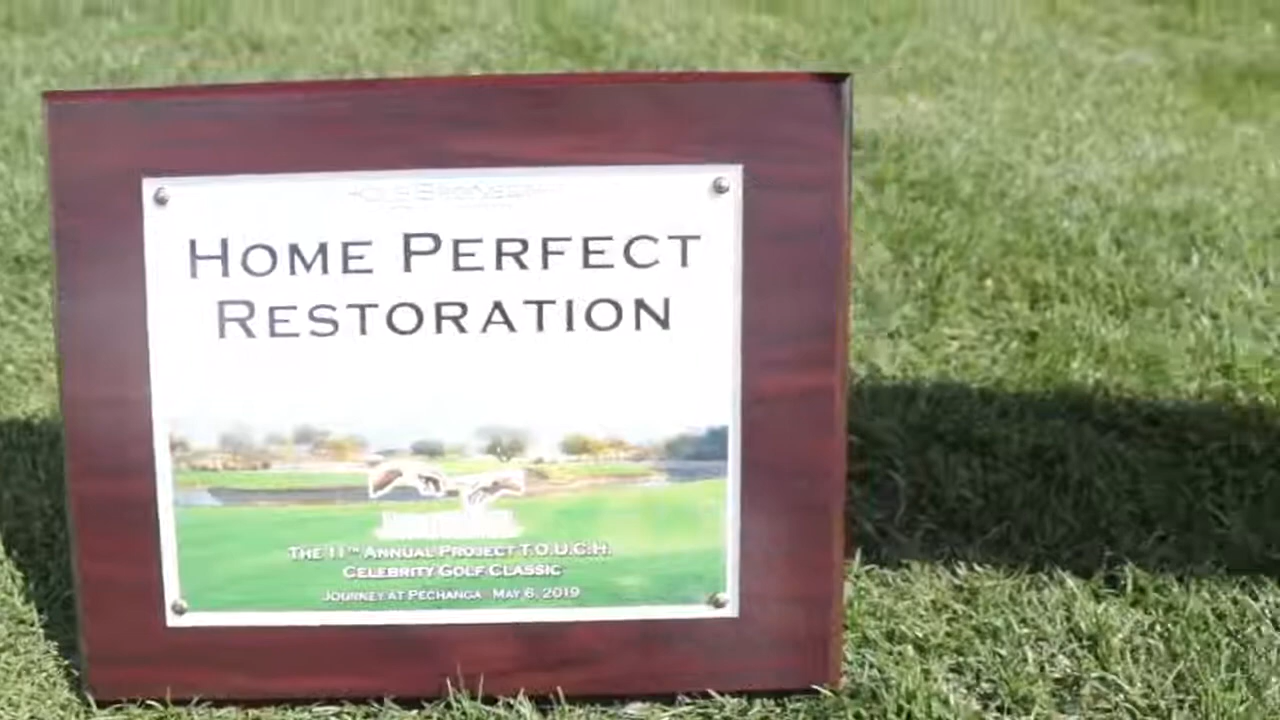 HOME PERFECT
RESTORATION
THE 11TH ANNUAL PROJECT T.O.U.C.H.
CELEBRITY GOLF CLASSIC
JOURNEY AT PECHANGA MAY 6, 2019